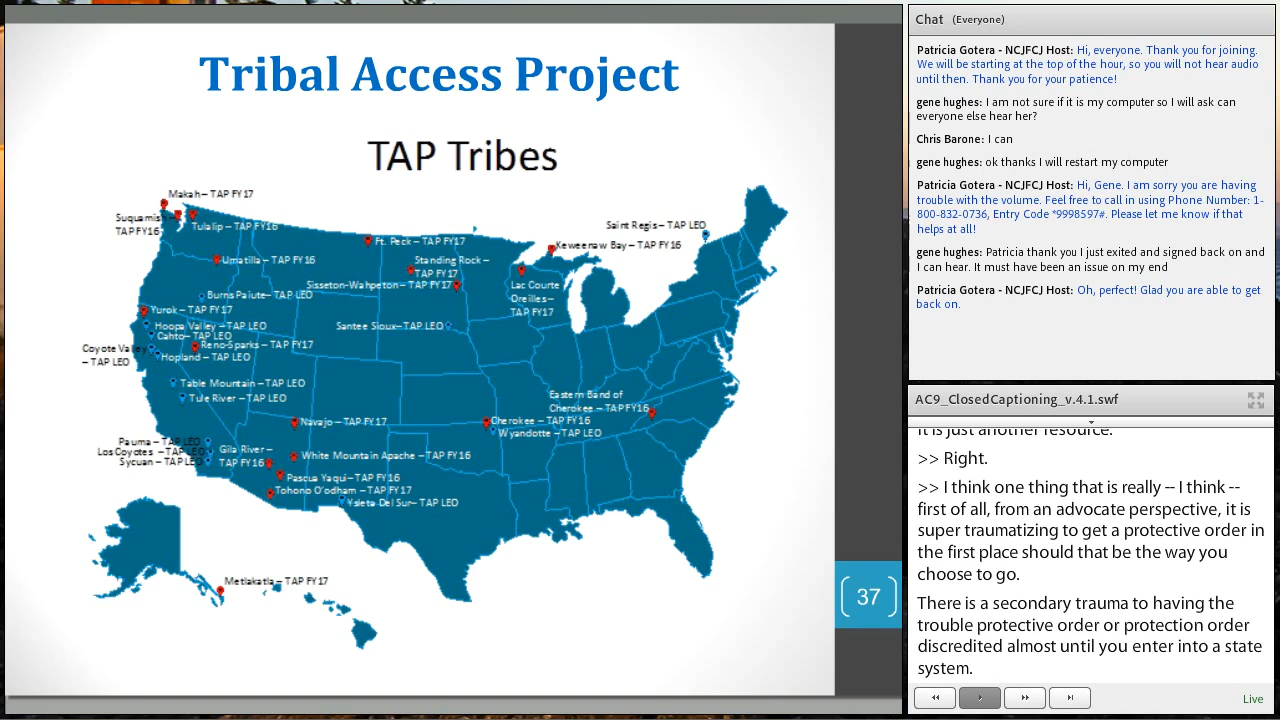 Tribal Access Project
TAP Tribes
Makah – TAP FY17
Suquamish –
TAP FY16
Tulalip – TAP FY16
Ft. Peck – TAP FY17
Saint Regis – TAP LEO
Keweenaw Bay – TAP FY16
Umatilla – TAP FY16
Standing Rock –
TAP FY17
Sisseton-Wahpeton – TAP FY17
Lac Courte
Oreilles –
TAP FY17
Burns Paiute– TAP LEO
Yurok – TAP FY17
Hoopa Valley – TAP LEO
Santee Sioux– TAP LEO
Cahto– TAP LEO
Reno-Sparks – TAP FY17
Coyote Valley
– TAP LEO
Hopland – TAP LEO
Table Mountain – TAP LEO
Tule River – TAP LEO
Eastern Band of
Cherokee – TAP FY16
Navajo – TAP FY17
Cherokee – TAP FY16
Wyandotte – TAP LEO
Pauma – TAP LEO
Los Coyotes – TAP LEO
Sycuan – TAP LEO
Gila River –
TAP FY16
White Mountain Apache – TAP FY16
Pascua Yaqui– TAP FY16
Tohono O'odham – TAP FY17
Ysleta Del Sur– TAP LEO
Metlakatla – TAP FY17
37
Chat (Everyone)
Patricia Gotera - NCJFCJ Host: Hi, everyone. Thank you for joining.
We will be starting at the top of the hour, so you will not hear audio
until then. Thank you for your patience!
gene hughes: I am not sure if it is my computer so I will ask can
everyone else hear her?
Chris Barone: I can
gene hughes: ok thanks I will restart my computer
Patricia Gotera - NCJFCJ Host: Hi, Gene. I am sorry you are having
trouble with the volume. Feel free to call in using Phone Number: 1-
800-832-0736, Entry Code *9998597#. Please let me know if that
helps at all!
gene hughes: Patricia thank you I just exited and signed back on and
I can hear. It must have been an issue on my end
Patricia Gotera - NCJFCJ Host: Oh, perfect! Glad you are able to get
back on.
AC9_ClosedCaptioning_v.4.1.swf
It is just another resource.
>> Right.
>> I think one thing that is really -- I think --
first of all, from an advocate perspective, it is
super traumatizing to get a protective order in
the first place should that be the way you
choose to go.
There is a secondary trauma to having the
trouble protective order or protection order
discredited almost until you enter into a state
system.
Live